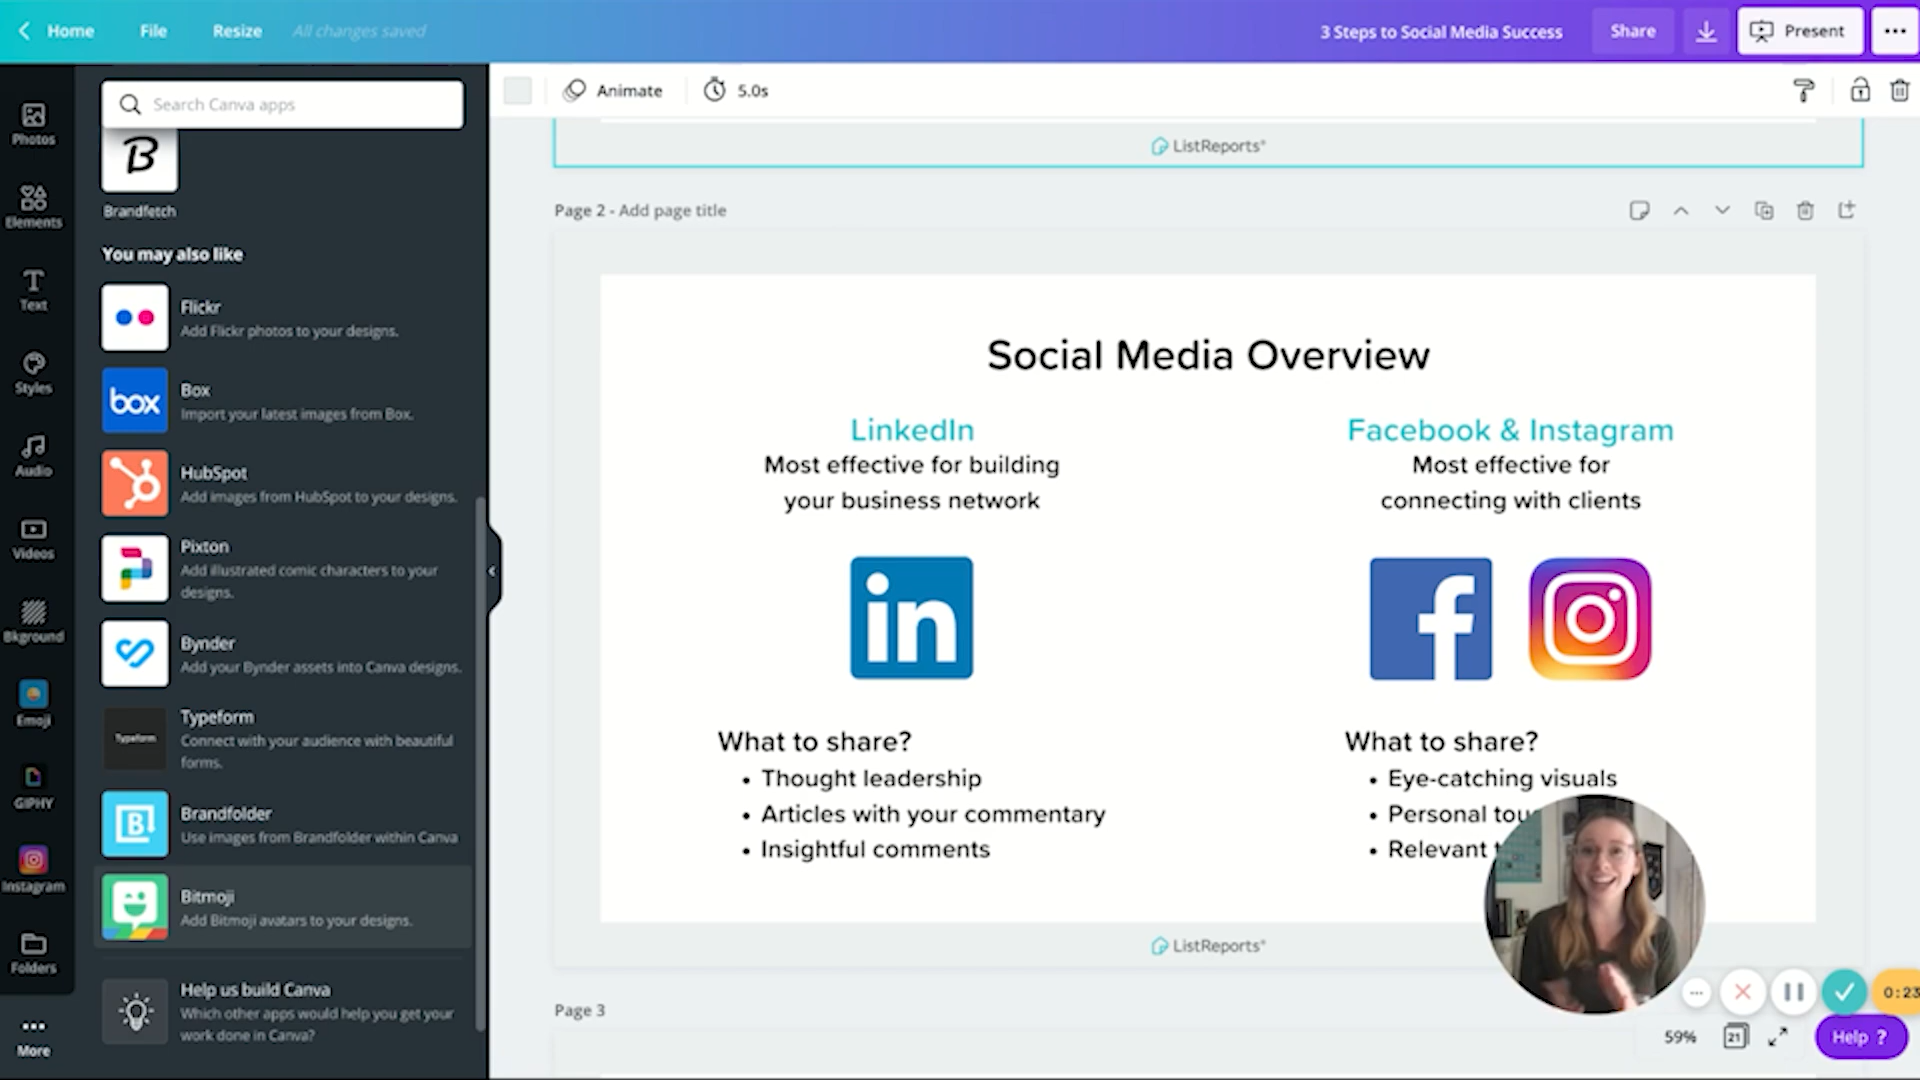 Home
File
Resize
All changes saved
3 Steps to Social Media Success
Share
Present
Search Canva apps
Animate
5.0s
Photos
Elements
Text
Styles
Audio
Videos
Bkground
Emoji
GIPHY
Instagram
Folders
More
B
Brandfetch
You may also like
Flickr
Add Flickr photos to your designs.
box
Box
Import your latest images from Box.
HubSpot
Add images from HubSpot to your designs.
Pixton
Add illustrated comic characters to your
designs.
Bynder
Add your Bynder assets into Canva designs.
Typeform
Typeform
Connect with your audience with beautiful
forms.
B
Brandfolder
Use images from Brandfolder within Canva
Bitmoji
Add Bitmoji avatars to your designs.
Help us build Canva
Which other apps would help you get your
work done in Canva?
ListReports®
Page 2 - Add page title
Social Media Overview
LinkedIn
Most effective for building
your business network
in
What to share?
• Thought leadership
• Articles with your commentary
• Insightful comments
Facebook & Instagram
Most effective for
connecting with clients
f
What to share?
• Eye-catching visuals
• Personal
• Relevant
ListReports®
Page 3
0:23
59%
21
Help ?